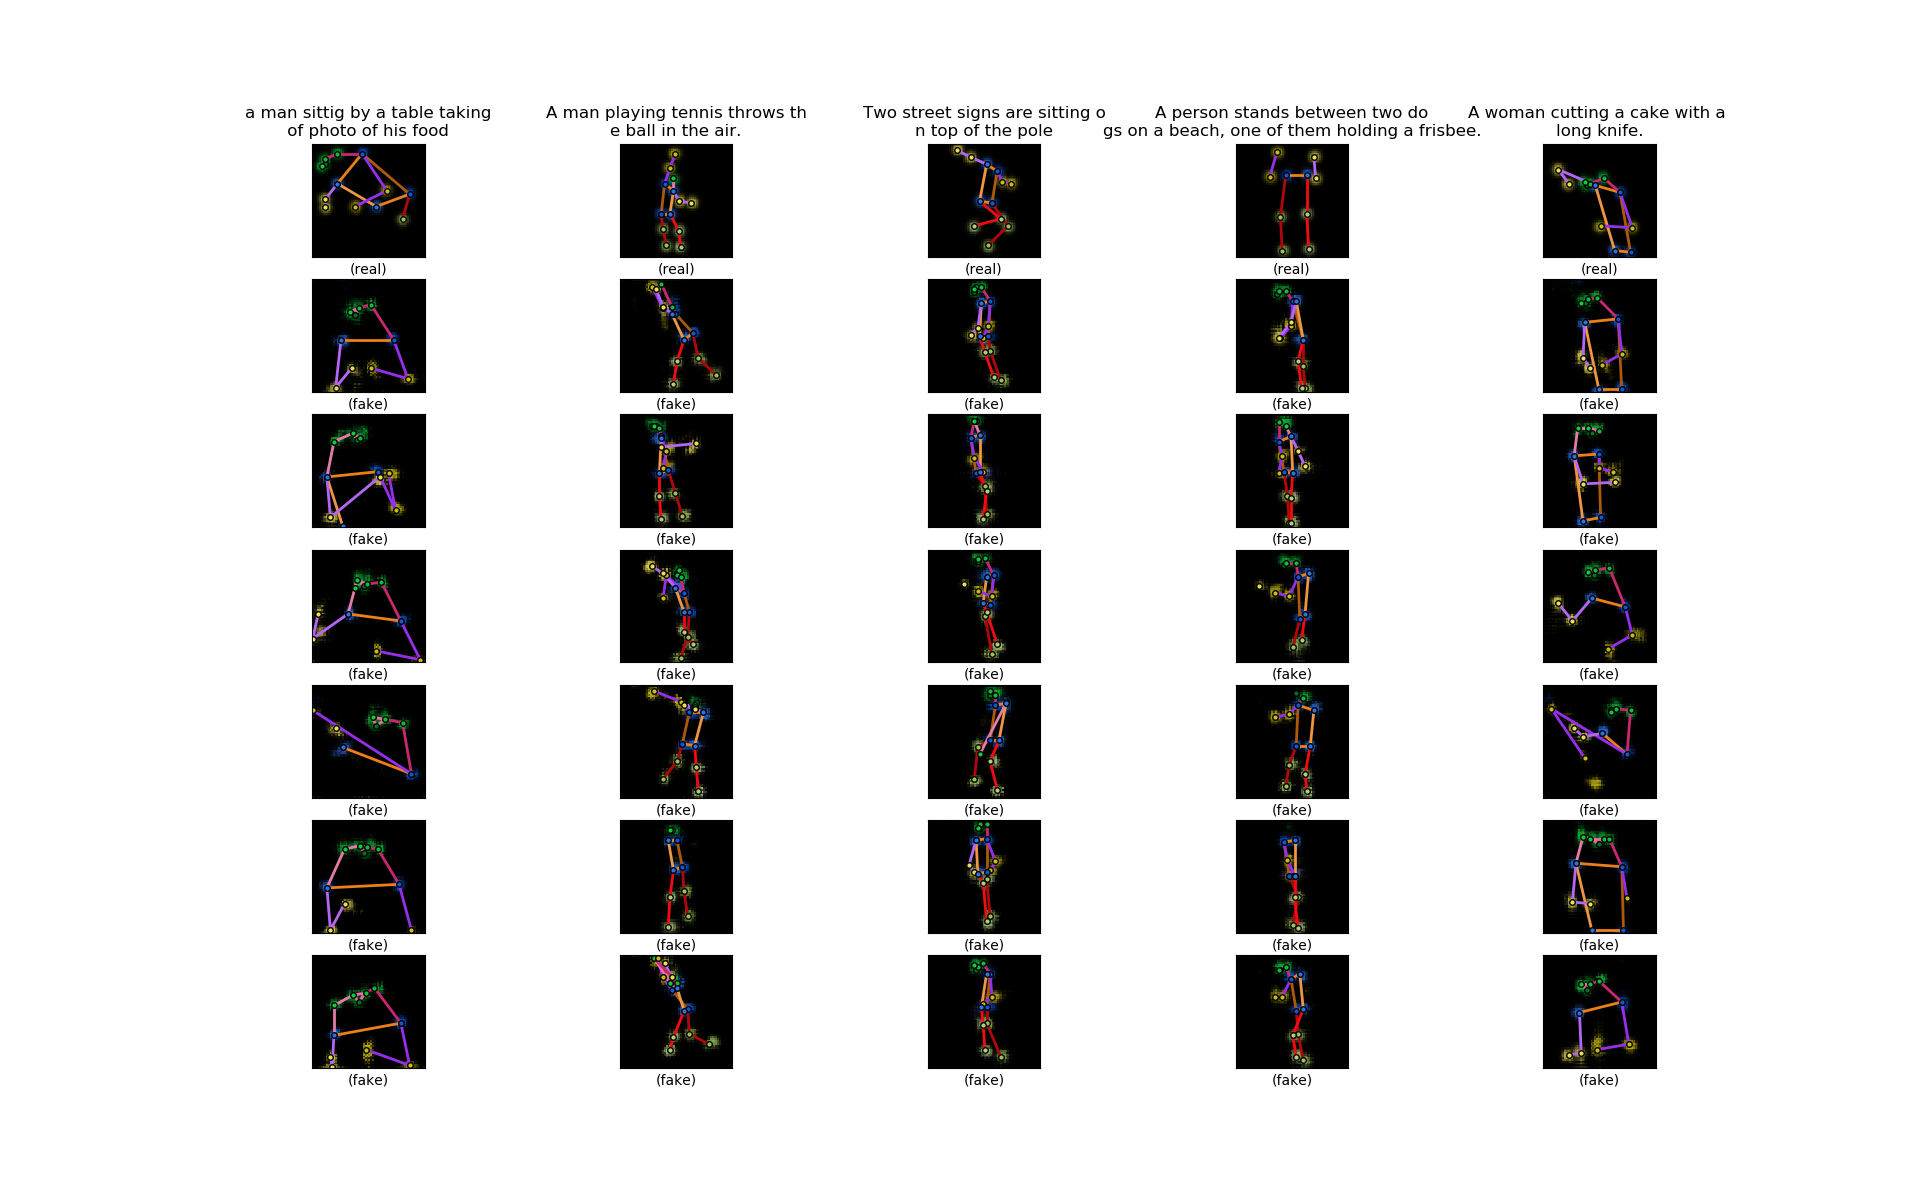 a man sittig by a table taking
of photo of his food
A man playing tennis throws th
e ball in the air.
Two street signs are sitting o
n top of the pole
A person stands between two do
gs on a beach, one of them holding a frisbee.
A woman cutting a cake with a
long knife.
(real) (real) (real) (real) (real)
(fake) (fake) (fake) (fake) (fake)
(fake) (fake) (fake) (fake) (fake)
(fake) (fake) (fake) (fake) (fake)
(fake) (fake) (fake) (fake) (fake)
(fake) (fake) (fake) (fake) (fake)
(fake) (fake) (fake) (fake) (fake)